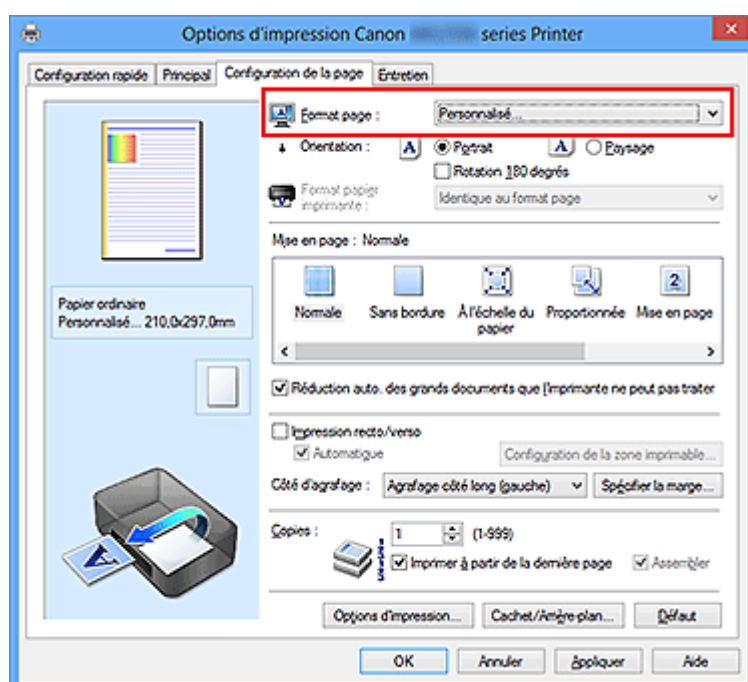 Options d'impression Canon series Printer
Configuration rapide Principal Configuration de la page Entretien
Format page : Personnalisé...
Orientation : A Portrait A Paysage
Rotation 180 degrés
Format papier imprimante : Identique au format page
Mise en page : Normale
2
Normale Sans bordure À l'échelle du papier Proportionnée Mise en page
Papier ordinaire
Personnalisé... 210,0x297,0mm
Réduction auto. des grands documents que l'imprimante ne peut pas traiter
Impression recto/verso
Automatique Configuration de la zone imprimable...
Côté d'agrafage : Agrafage côté long (gauche) Spécifier la marge...
Copies : 1 (1-999)
Imprimer à partir de la dernière page Assembler
A
Options d'impression... Cachet/Arrière-plan... Défaut
OK Annuler Appliquer Aide